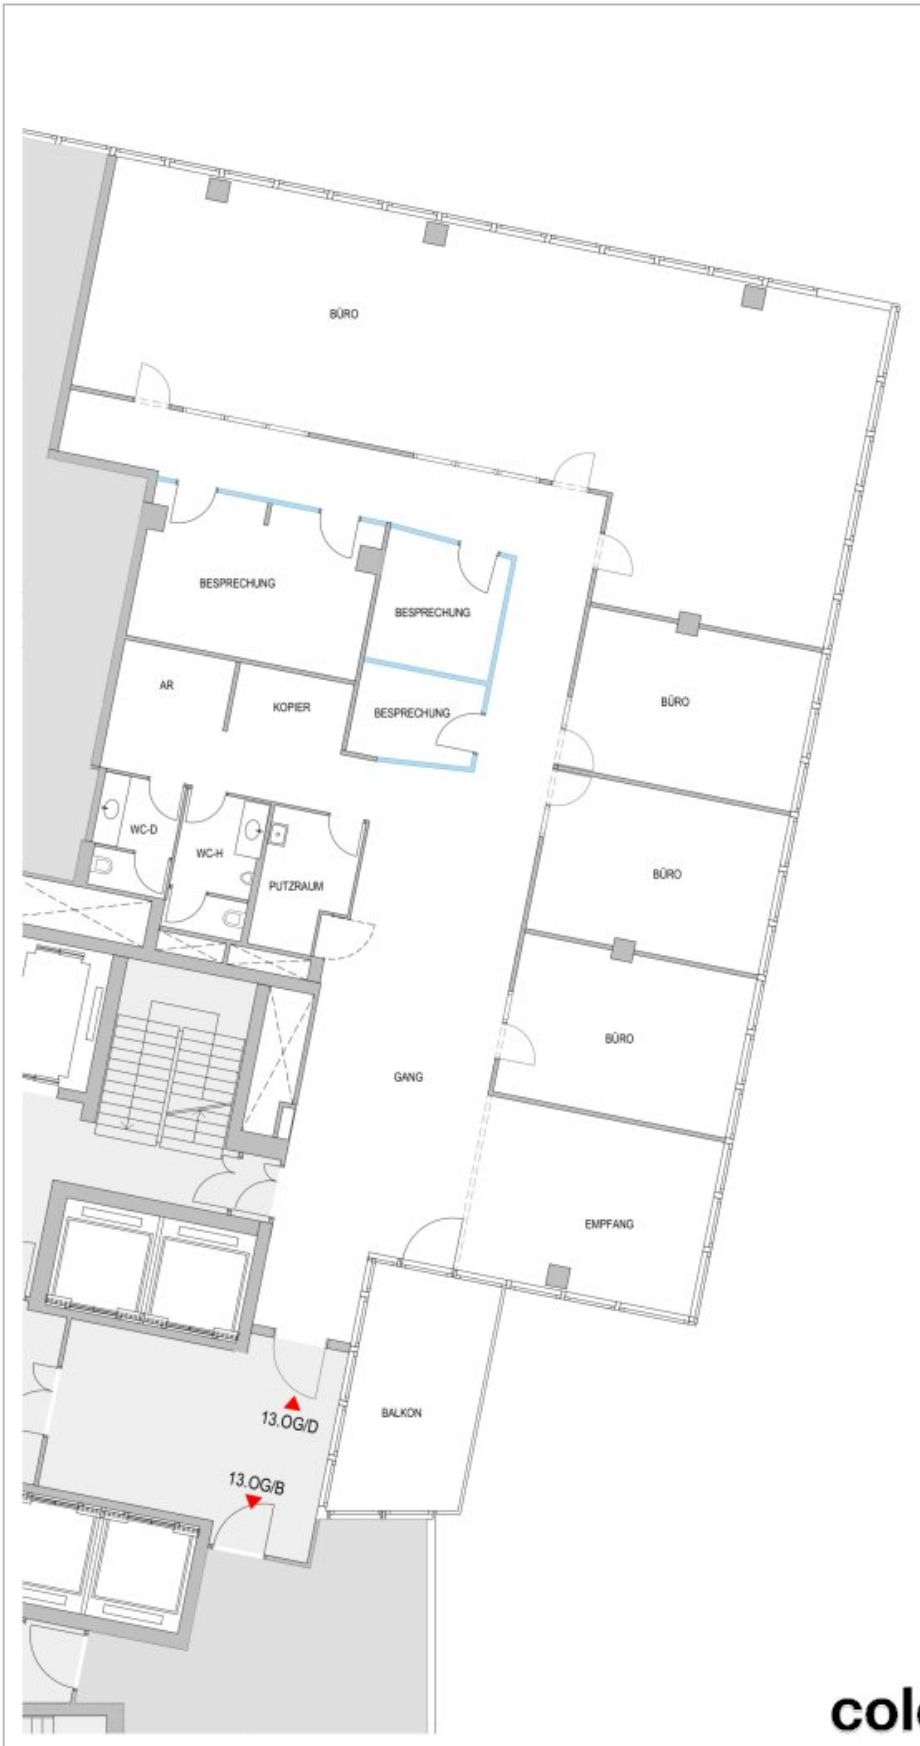 BÜRO
BESPRECHUNG
BESPRECHUNG
AR
BÜRO
KOPIER
BESPRECHUNG
WC-D
WC-H
BÜRO
PUTZRAUM
BÜRO
GANG
EMPFANG
BALKON
13.OG/D
13.OG/B